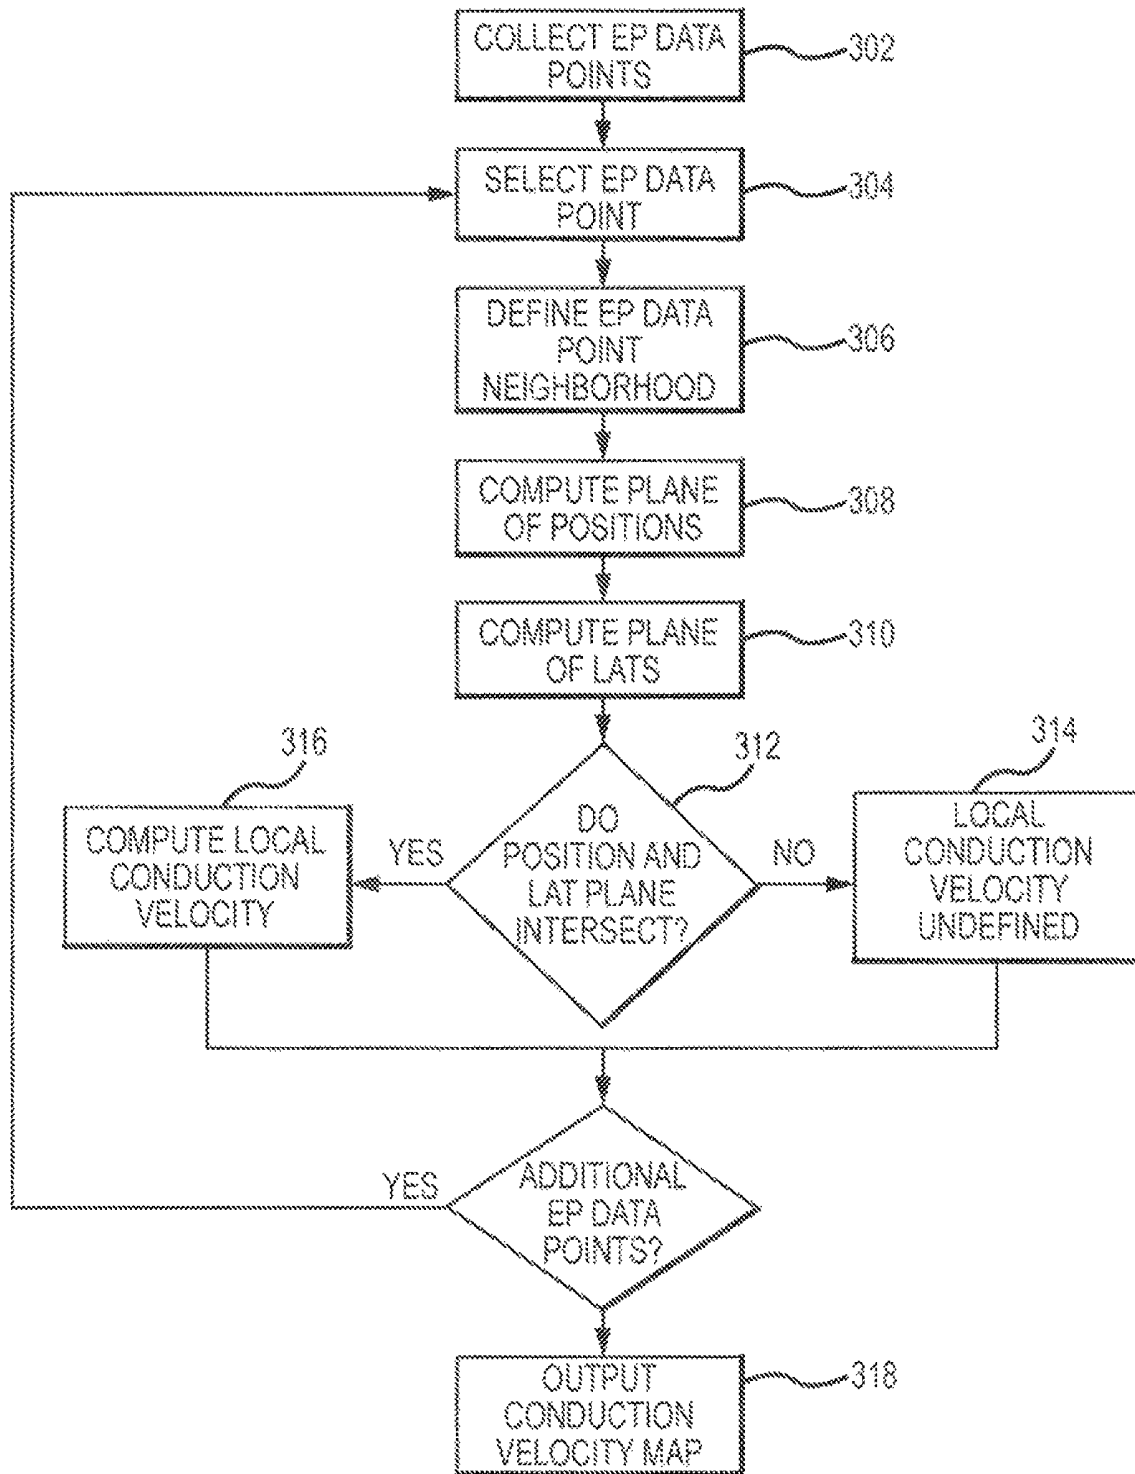 COLLECT EP DATA
POINTS
302
SELECT EP DATA
POINT
304
DEFINE EP DATA
POINT
NEIGHBORHOOD
306
COMPUTE PLANE
OF POSITIONS
308
COMPUTE PLANE
OF LATS
310
316
312
314
COMPUTE LOCAL
CONDUCTION
VELOCITY
YES
DO
POSITION AND
LAT PLANE
INTERSECT?
NO
LOCAL
CONDUCTION
VELOCITY
UNDEFINED
YES
ADDITIONAL
EP DATA
POINTS?
OUTPUT
CONDUCTION
VELOCITY MAP
318